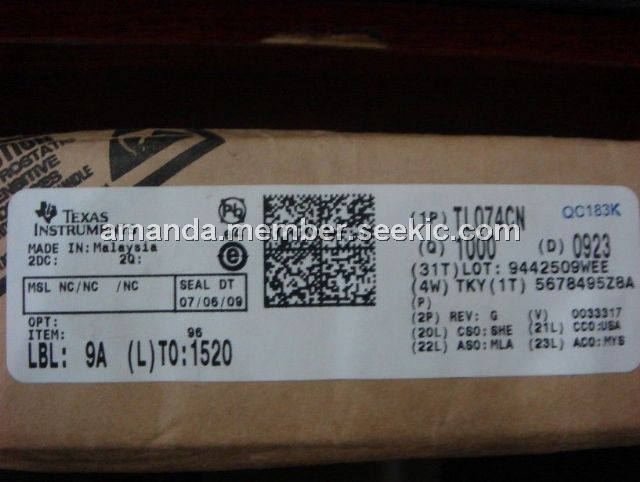 TEXAS
INSTRUMENTS
MADE IN: Malaysia
2DC: 2Q:
MSL NC/NC /NC
SEAL DT
07/06/09
OPT:
ITEM: 96
LBL: 9A (L)TO:1520
Pb
e
(1P) TL074CN QC183K
(Q) 1000 (D) 0923
(31T)LOT: 9442509WEE
(4W) TKY(1T) 5678495Z8A
(P)
(2P) REV: G (V) 0033317
(20L) CSO:SHE (21L) CCO:USA
(22L) ASO:MLA (23L) ACO:MYS
amanda.member.seekic.com